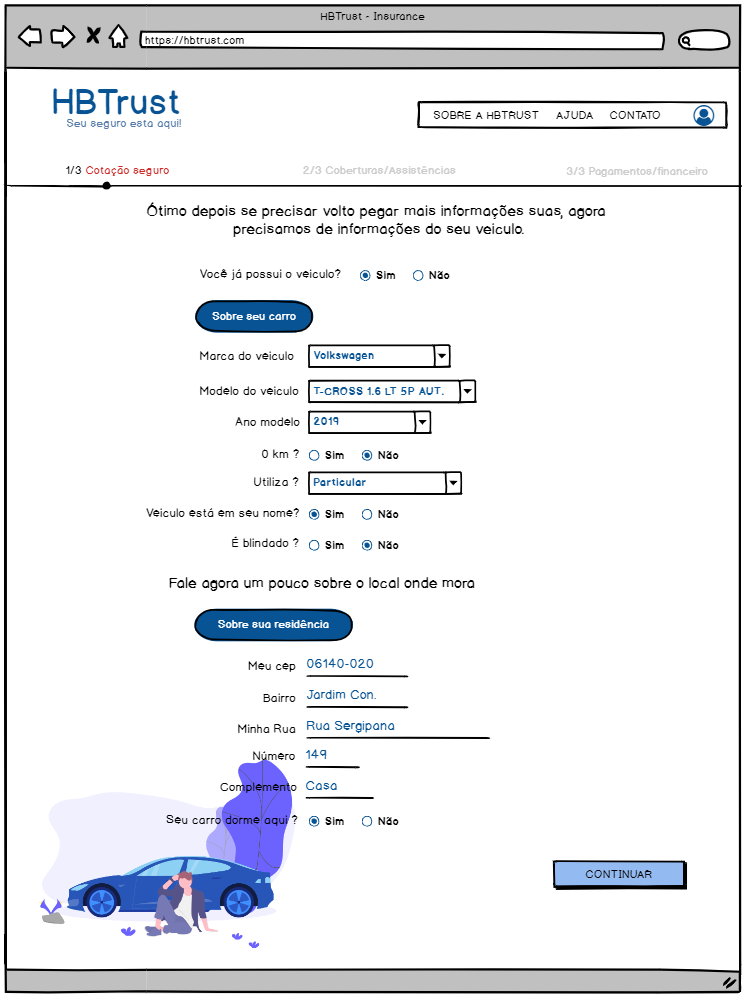 HBTrust - Insurance
https://hbtrust.com
HBTrust
Seu seguro esta aqui!
SOBRE A HBTRUST AJUDA CONTATO
1/3 Cotação seguro 2/3 Coberturas/Assistências 3/3 Pagamentos/financeiro
Ótimo depois se precisar volto pegar mais informações suas, agora
precisamos de informações do seu veiculo.
Você já possui o veiculo? Sim Não
Sobre seu carro
Marca do veiculo Volkswagen
Modelo do veiculo T-CROSS 1.6 LT 5P AUT.
Ano modelo 2019
0 km ? Sim Não
Utiliza ? Particular
Veiculo está em seu nome? Sim Não
É blindado ? Sim Não
Fale agora um pouco sobre o local onde mora
Sobre sua residência
Meu cep 06140-020
Bairro Jardim Con.
Minha Rua Rua Sergipana
Número 149
Complemento Casa
Seu carro dorme aqui ? Sim Não
CONTINUAR